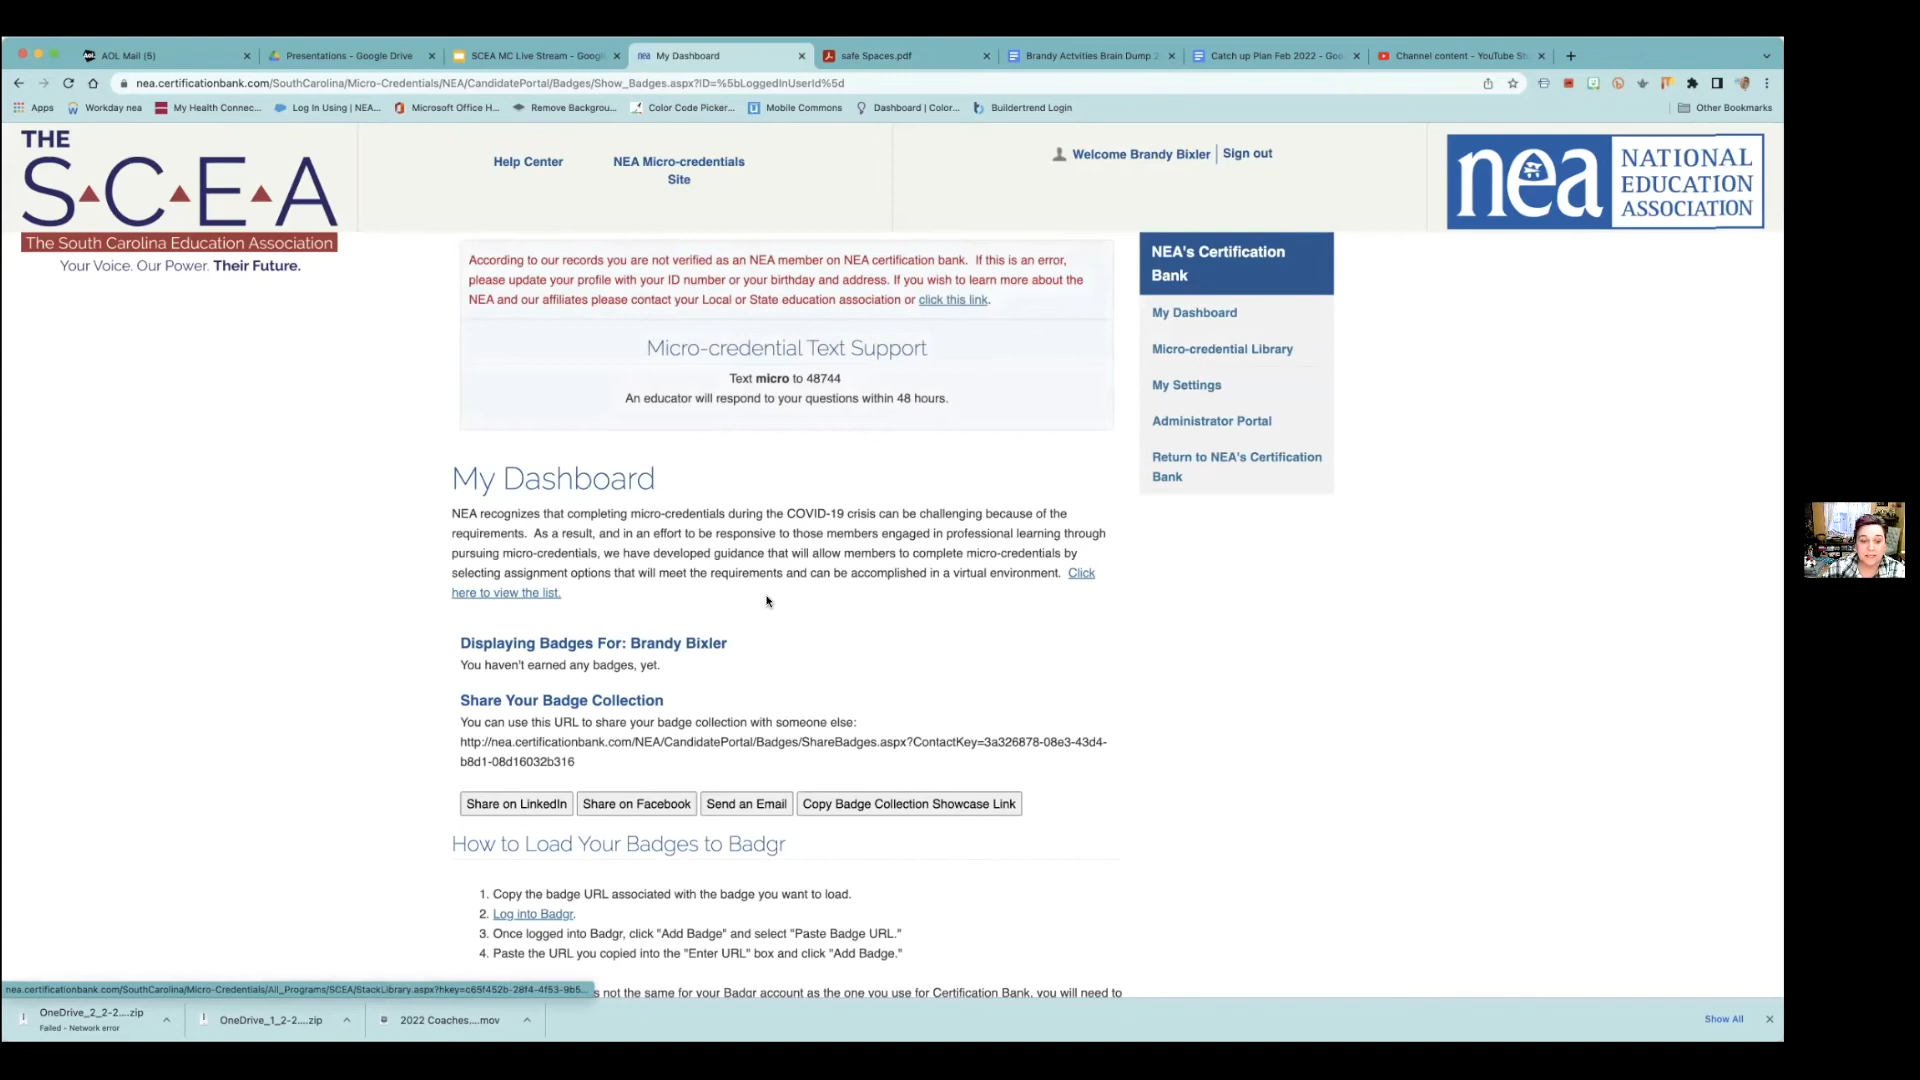 AOL Mail (5)
Presentations - Google Drive
SCEA MC Live Stream - Googl
My Dashboard
safe Spaces.pdf
Brandy Actvities Brain Dump 2
Catch up Plan Feb 2022 - Goo
Channel content - YouTube St
nea.certificationbank.com/SouthCarolina/Micro-Credentials/NEA/CandidatePortal/Badges/Show_Badges.aspx?ID=%5bLoggedInUserId%5d
Apps
Workday nea
My Health Connec...
Log In Using | NEA...
Microsoft Office H...
Remove Backgrou...
Color Code Picker...
Mobile Commons
Dashboard | Color...
Buildertrend Login
Other Bookmarks
THE
S·C·E·A
The South Carolina Education Association
Your Voice. Our Power. Their Future.
Help Center
NEA Micro-credentials
Site
Welcome Brandy Bixler | Sign out
nea
NATIONAL
EDUCATION
ASSOCIATION
According to our records you are not verified as an NEA member on NEA certification bank. If this is an error,
please update your profile with your ID number or your birthday and address. If you wish to learn more about the
NEA and our affiliates please contact your Local or State education association or click this link.
Micro-credential Text Support
Text micro to 48744
An educator will respond to your questions within 48 hours.
NEA's Certification
Bank
My Dashboard
Micro-credential Library
My Settings
Administrator Portal
Return to NEA's Certification
Bank
My Dashboard
NEA recognizes that completing micro-credentials during the COVID-19 crisis can be challenging because of the
requirements. As a result, and in an effort to be responsive to those members engaged in professional learning through
pursuing micro-credentials, we have developed guidance that will allow members to complete micro-credentials by
selecting assignment options that will meet the requirements and can be accomplished in a virtual environment. Click
here to view the list.
Displaying Badges For: Brandy Bixler
You haven't earned any badges, yet.
Share Your Badge Collection
You can use this URL to share your badge collection with someone else:
http://nea.certificationbank.com/NEA/CandidatePortal/Badges/ShareBadges.aspx?ContactKey=3a326878-08e3-43d4-
b8d1-08d16032b316
Share on LinkedIn
Share on Facebook
Send an Email
Copy Badge Collection Showcase Link
How to Load Your Badges to Badgr
1. Copy the badge URL associated with the badge you want to load.
2. Log into Badgr.
3. Once logged into Badgr, click "Add Badge" and select "Paste Badge URL."
4. Paste the URL you copied into the "Enter URL" box and click "Add Badge."
nea.certificationbank.com/SouthCarolina/Micro-Credentials/All_Programs/SCEA/StackLibrary.aspx?hkey=c65f452b-28f4-4f53-9b5...
s not the same for your Badgr account as the one you use for Certification Bank, you will need to
OneDrive_2_2-2....zip
Failed - Network error
OneDrive_1_2-2....zip
2022 Coaches....mov
Show All